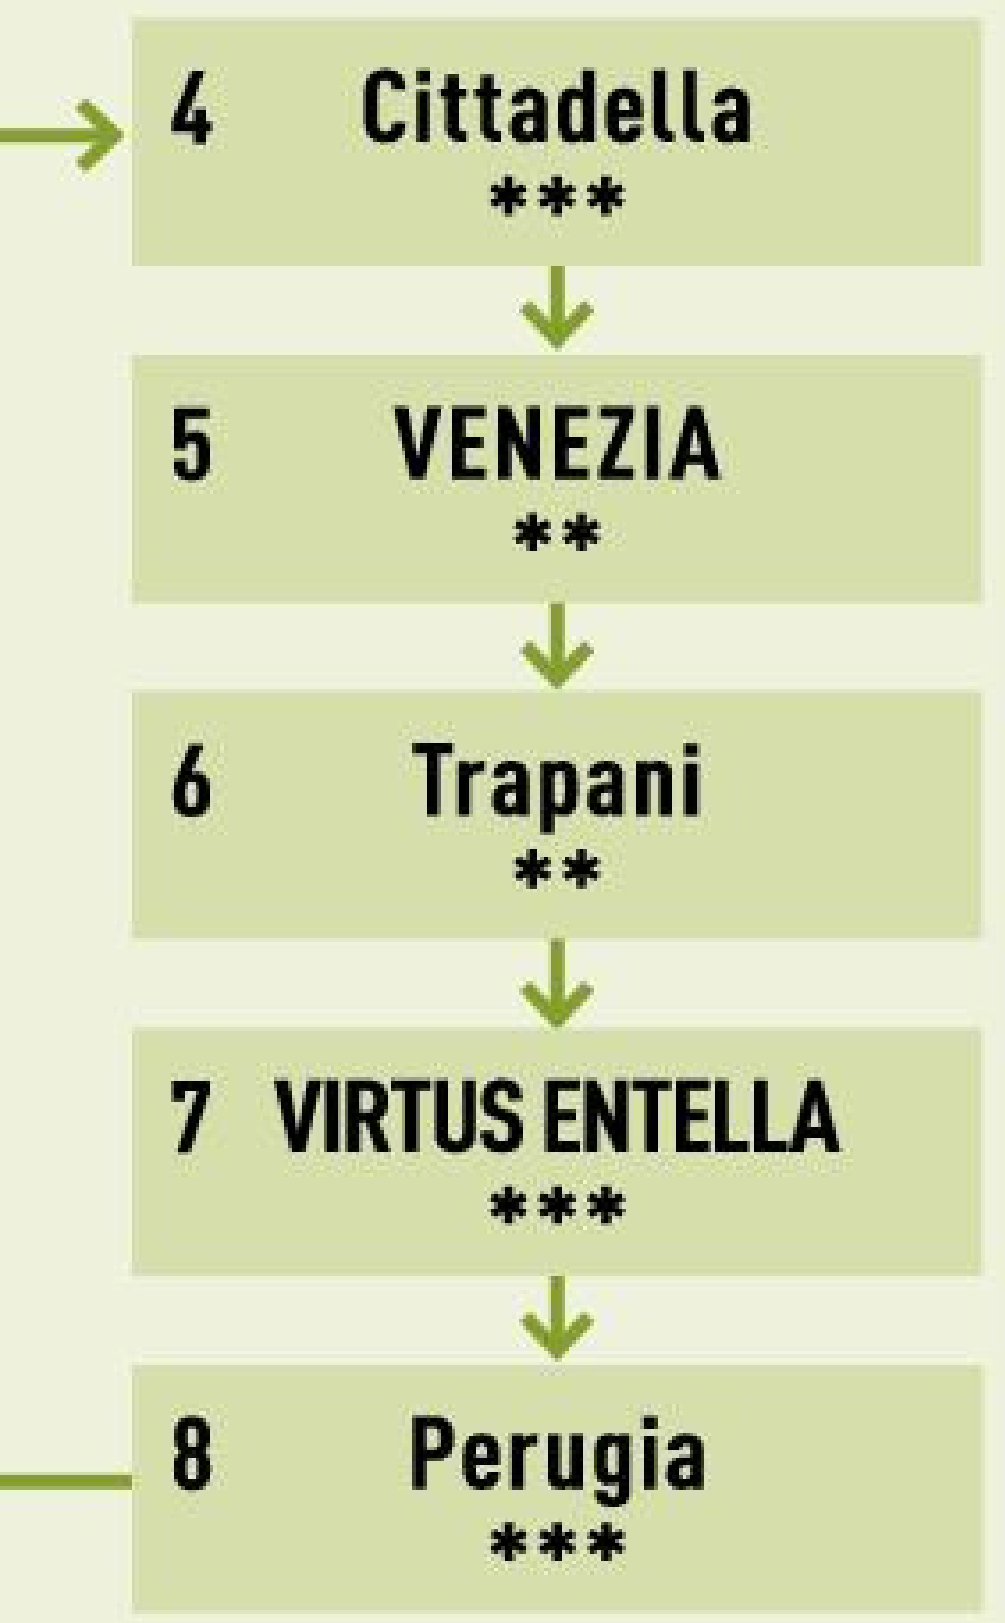 4 Cittadella
***
5 VENEZIA
**
6 Trapani
**
7 VIRTUS ENTELLA
***
8 Perugia
***